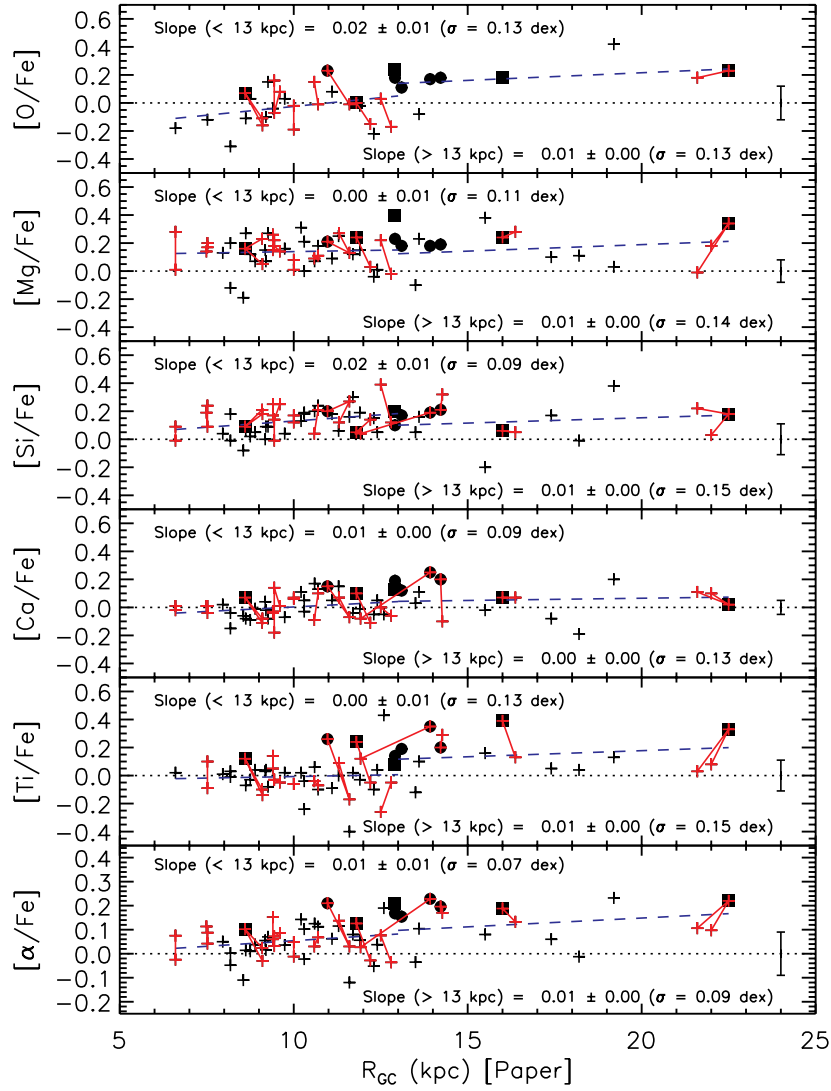 Slope (< 13 kpc) = 0.02 ± 0.01 (σ = 0.13 dex)
[O/Fe]
0.6
0.4
0.2
0.0
−0.2
−0.4
Slope (> 13 kpc) = 0.01 ± 0.00 (σ = 0.13 dex)
Slope (< 13 kpc) = 0.00 ± 0.01 (σ = 0.11 dex)
[Mg/Fe]
0.6
0.4
0.2
0.0
−0.2
−0.4
Slope (> 13 kpc) = 0.01 ± 0.00 (σ = 0.14 dex)
Slope (< 13 kpc) = 0.02 ± 0.01 (σ = 0.09 dex)
[Si/Fe]
0.6
0.4
0.2
0.0
−0.2
−0.4
Slope (> 13 kpc) = 0.01 ± 0.00 (σ = 0.15 dex)
Slope (< 13 kpc) = 0.01 ± 0.00 (σ = 0.09 dex)
[Ca/Fe]
0.6
0.4
0.2
0.0
−0.2
−0.4
Slope (> 13 kpc) = 0.00 ± 0.00 (σ = 0.13 dex)
Slope (< 13 kpc) = 0.00 ± 0.01 (σ = 0.13 dex)
[Ti/Fe]
0.6
0.4
0.2
0.0
−0.2
−0.4
Slope (> 13 kpc) = 0.01 ± 0.00 (σ = 0.15 dex)
Slope (< 13 kpc) = 0.01 ± 0.01 (σ = 0.07 dex)
[α/Fe]
0.4
0.3
0.2
0.1
0.0
−0.1
−0.2
Slope (> 13 kpc) = 0.01 ± 0.00 (σ = 0.09 dex)
5 10 15 20 25
R_GC (kpc) [Paper]